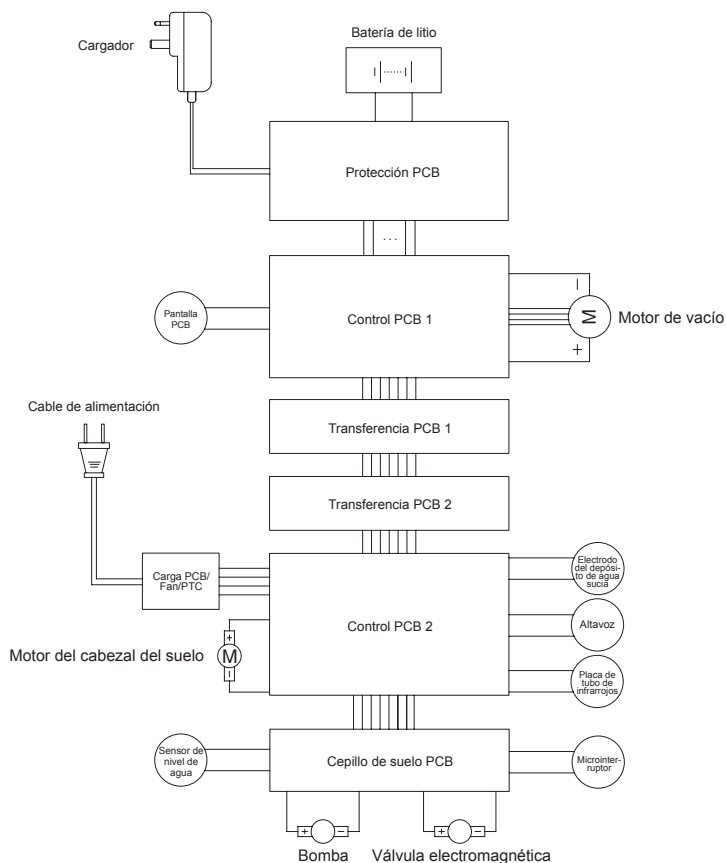 Batería de litio
Cargador
Protección PCB
Pantalla
PCB
Control PCB 1
M
Motor de vacío
Cable de alimentación
Transferencia PCB 1
Transferencia PCB 2
Carga PCB/
Fan/PTC
Electrodo
del depósi-
to de agua
sucia
Control PCB 2
Altavoz
Motor del cabezal del suelo
M
Placa de
tubo de
infrarrojos
Sensor de
nivel de
agua
Cepillo de suelo PCB
Microinter-
ruptor
Bomba
Válvula electromagnética